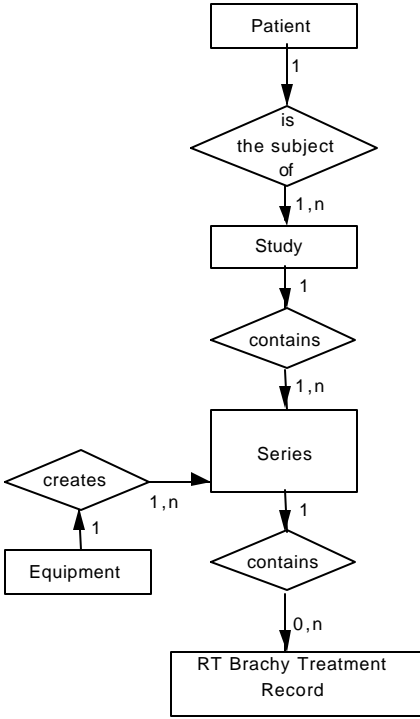 Patient
1
is
the subject
of
1,n
Study
1
contains
1,n
Series
creates
1,n
1
Equipment
1
contains
0,n
RT Brachy Treatment
Record